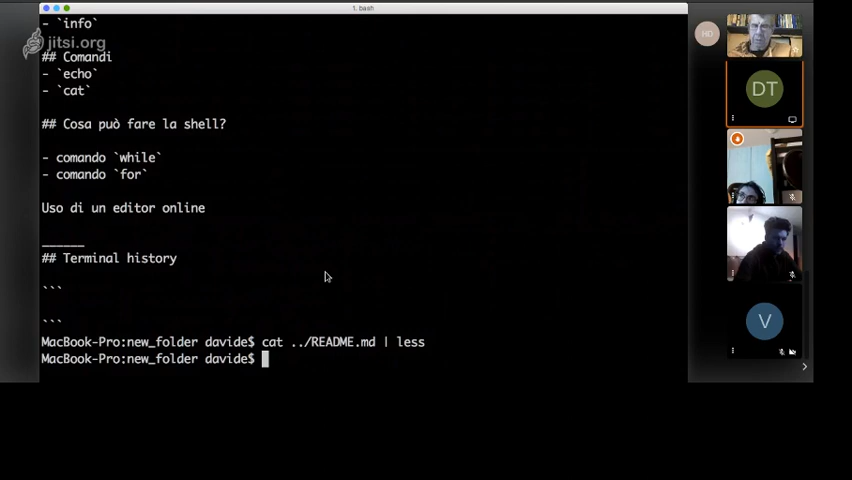 1. bash
- `info`
jitsi.org
## Comandi
- `echo`
- `cat`
## Cosa può fare la shell?
- comando `while`
- comando `for`
Uso di un editor online
______
## Terminal history
```
```
MacBook-Pro:new_folder davide$ cat ../README.md | less
MacBook-Pro:new_folder davide$
HD
DT
V